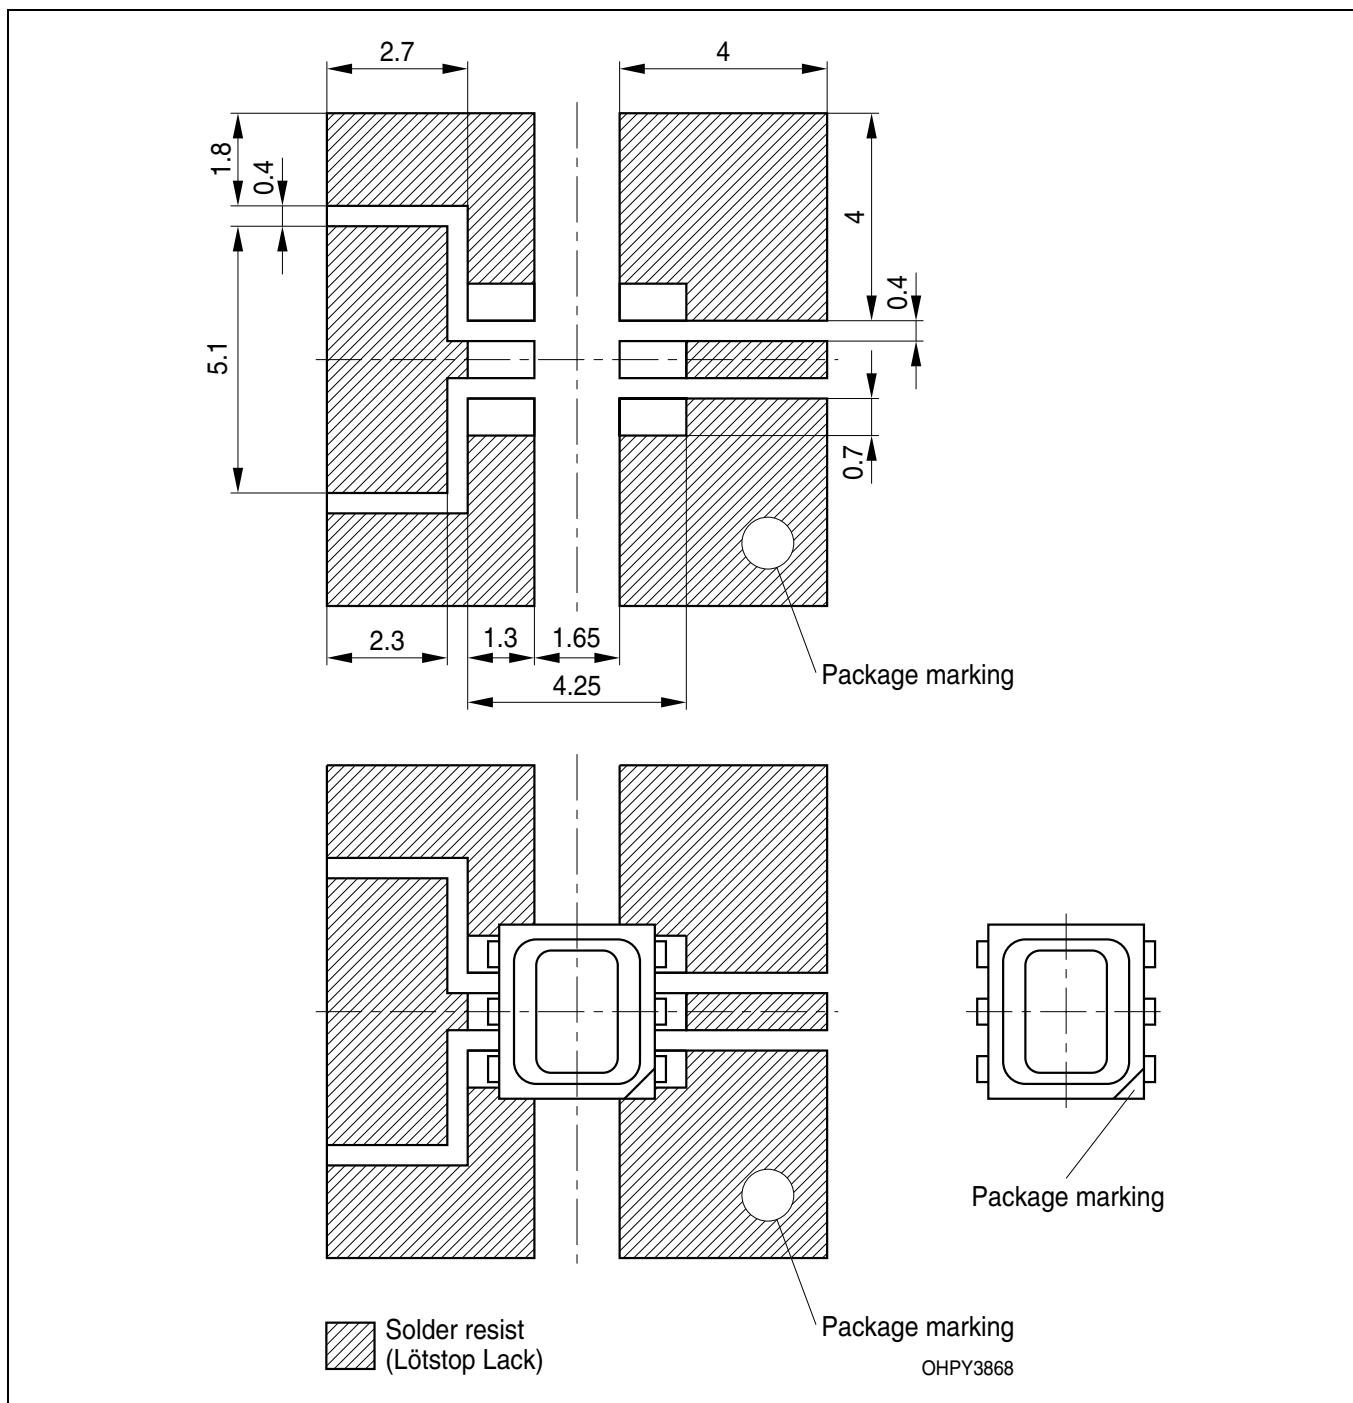 2.7
4
1.8
0.4
4
0.4
5.1
0.7
2.3
1.3
1.65
4.25
Package marking
Package marking
Package marking
Solder resist
(Lötstop Lack)
OHPY3868